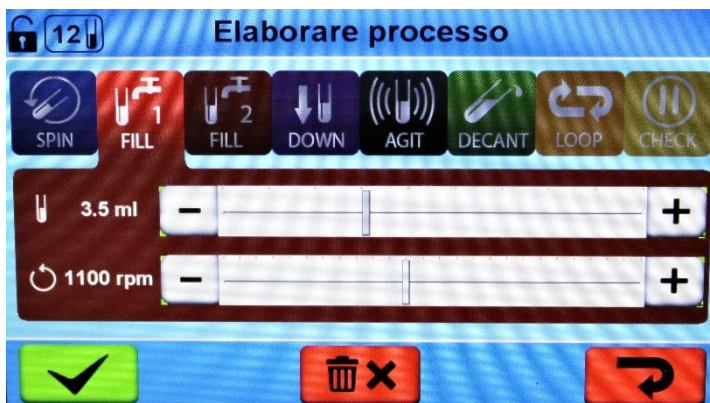 12 Elaborare processo
SPIN 1 FILL 2 FILL DOWN AGIT DECANT LOOP CHECK
3.5 ml - +
1100 rpm - +